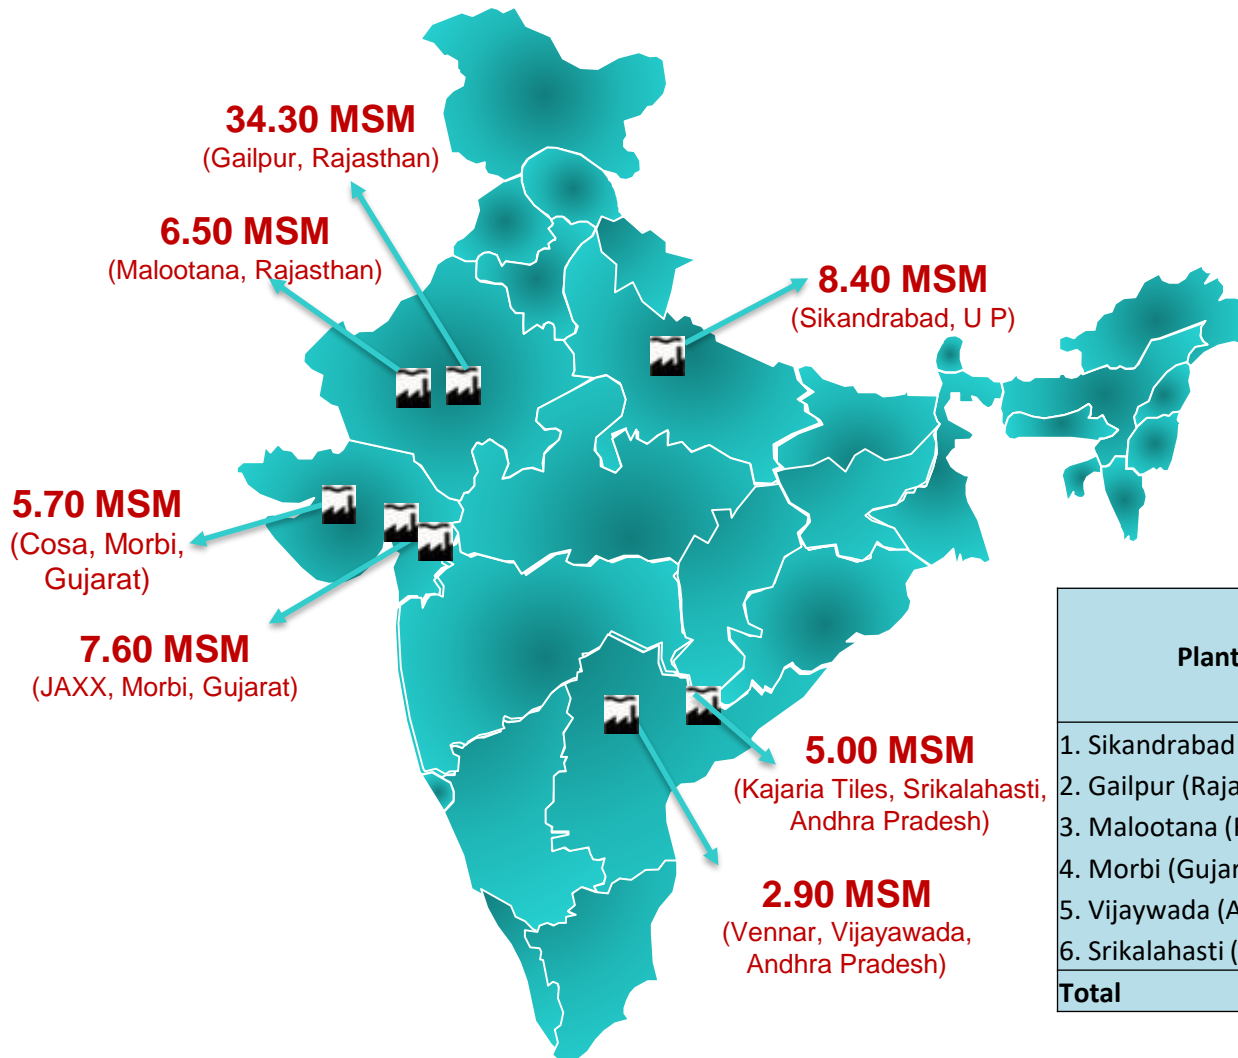 34.30 MSM
(Gailpur, Rajasthan)
6.50 MSM
(Malootana, Rajasthan)
8.40 MSM
(Sikandrabad, U P)
5.70 MSM
(Cosa, Morbi,
Gujarat)
7.60 MSM
(JAXX, Morbi, Gujarat)
5.00 MSM
(Kajaria Tiles, Srikalahasti,
Andhra Pradesh)
2.90 MSM
(Vennar, Vijayawada,
Andhra Pradesh)
Plant
1. Sikandrabad
2. Gailpur (Raja
3. Malootana (
4. Morbi (Gujar
5. Vijaywada (A
6. Srikalahasti (
Total